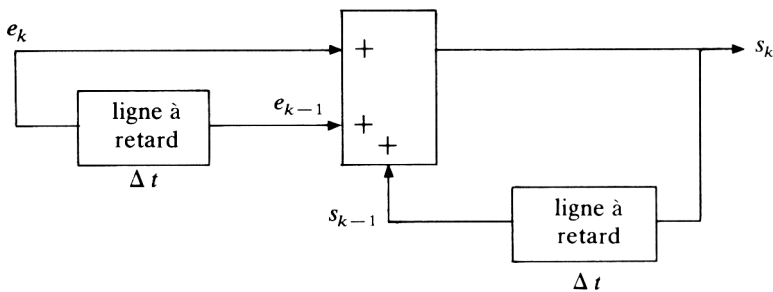 e_k
+
s_k
ligne à
retard
Δ t
e_{k-1}
+
+
s_{k-1}
ligne à
retard
Δ t